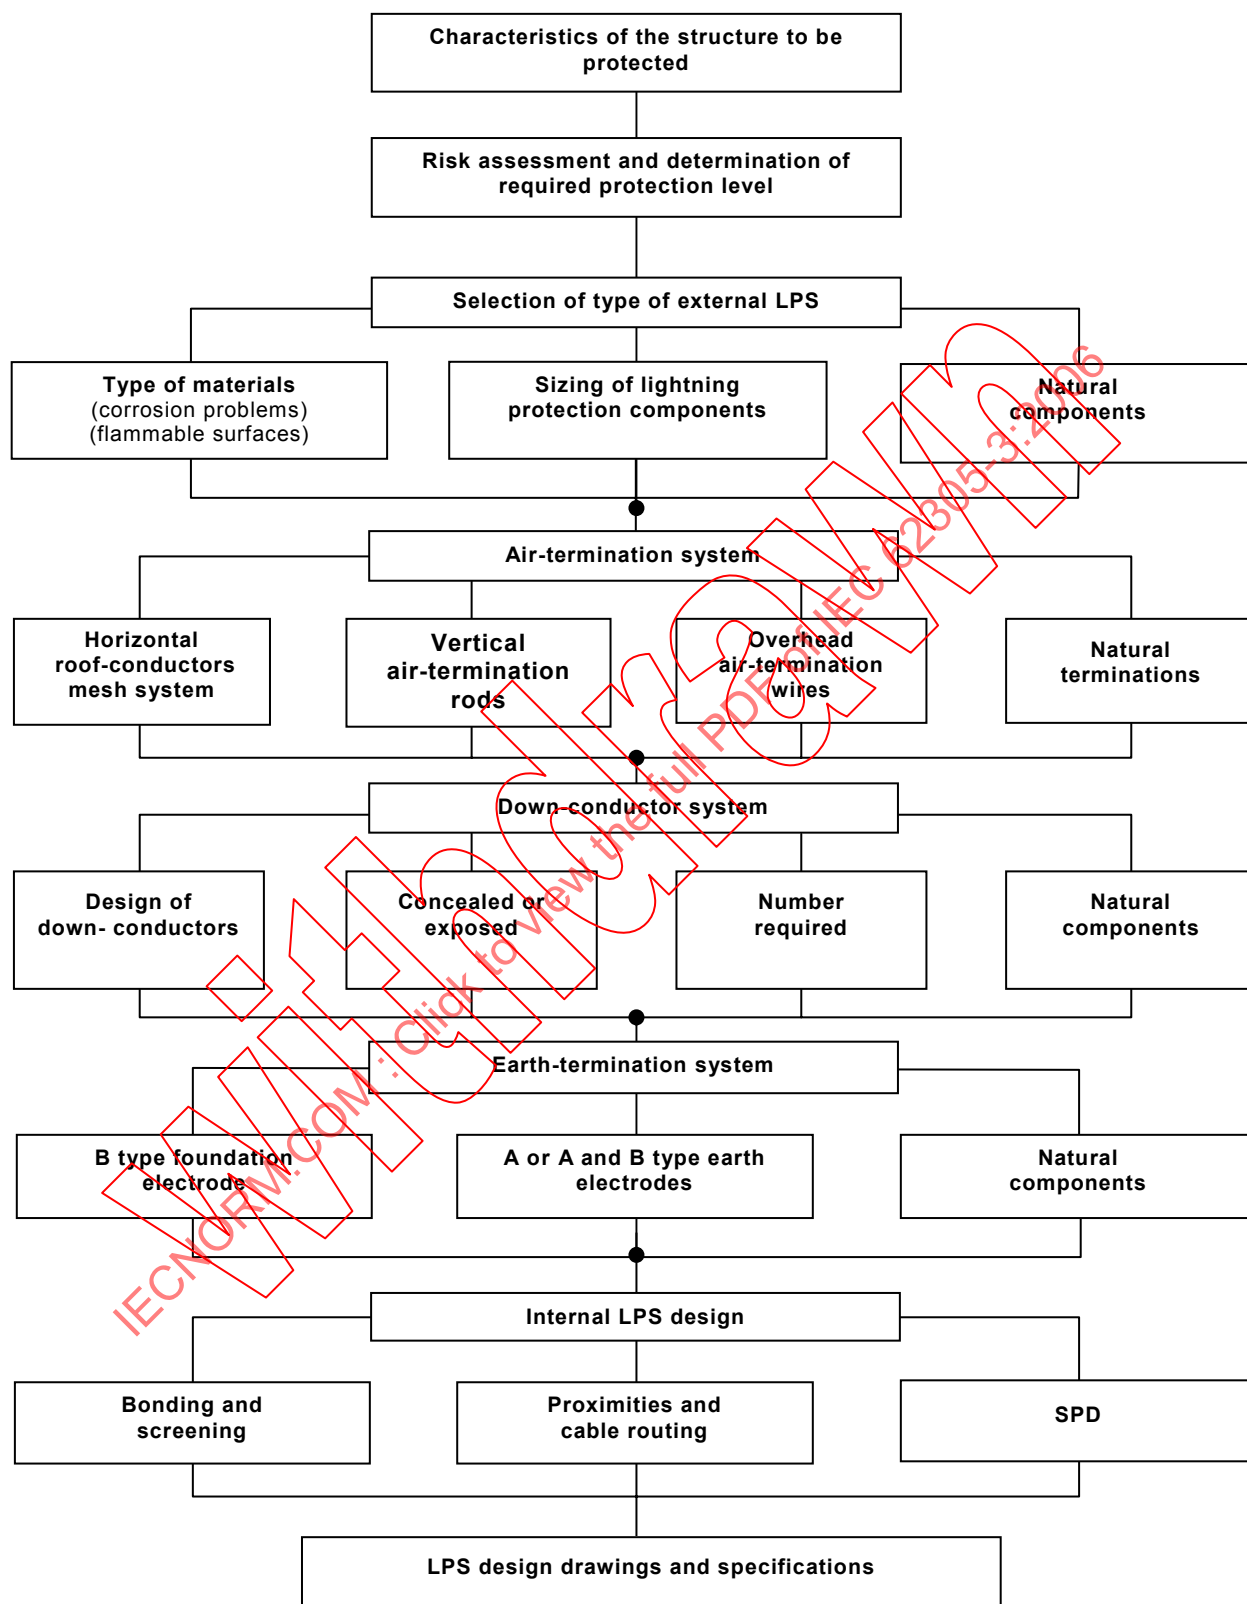 Characteristics of the structure to be
protected
Risk assessment and determination of
required protection level
Selection of type of external LPS
Type of materials
(corrosion problems)
(flammable surfaces)
Sizing of lightning
protection components
Natural
components
Air-termination system
Horizontal
roof-conductors
mesh system
Vertical
air-termination
rods
Overhead
air-termination
wires
Natural
terminations
Down-conductor system
Design of
down- conductors
Concealed or
exposed
Number
required
Natural
components
Earth-termination system
B type foundation
electrode
A or A and B type earth
electrodes
Natural
components
Internal LPS design
Bonding and
screening
Proximities and
cable routing
SPD
LPS design drawings and specifications
Withdrawn
IECNORM.COM : Click to view the full PDF of IEC 62305-3:2006